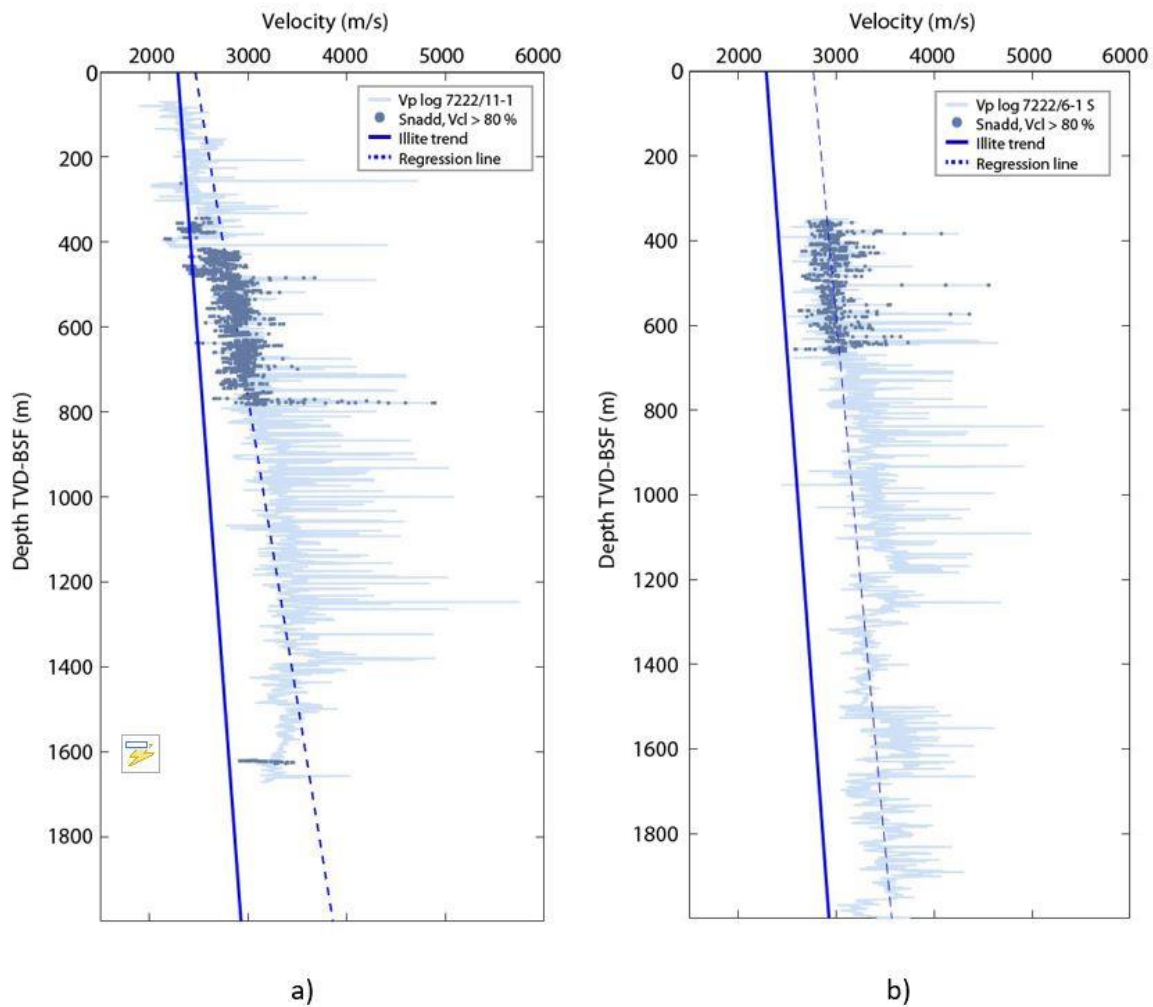 Velocity (m/s)
2000 3000 4000 5000 6000
0
200
400
600
800
1000
1200
1400
1600
1800
Depth TVD-BSF (m)
Vp log 7222/11-1
Snadd, Vcl > 80 %
Illite trend
Regression line
a)
Velocity (m/s)
2000 3000 4000 5000 6000
0
200
400
600
800
1000
1200
1400
1600
1800
Depth TVD-BSF (m)
Vp log 7222/6-1 S
Snadd, Vcl > 80 %
Illite trend
Regression line
b)